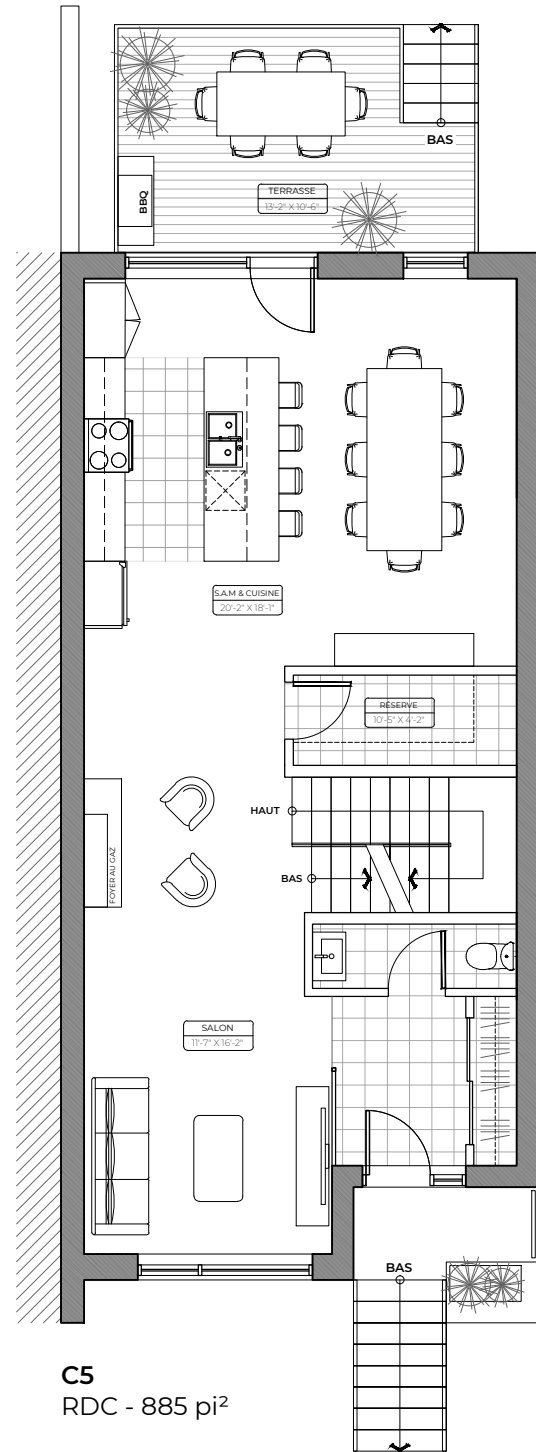 BAS
BBQ
TERRASSE
13'-2" X 10'-6"
S.A.M & CUISINE
20'-2" X 18'-1"
RÉSERVE
10'-5" X 4'-2"
HAUT
BAS
FOYER AU GAZ
SALON
11'-7" X 16'-2"
BAS
C5
RDC - 885 pi²